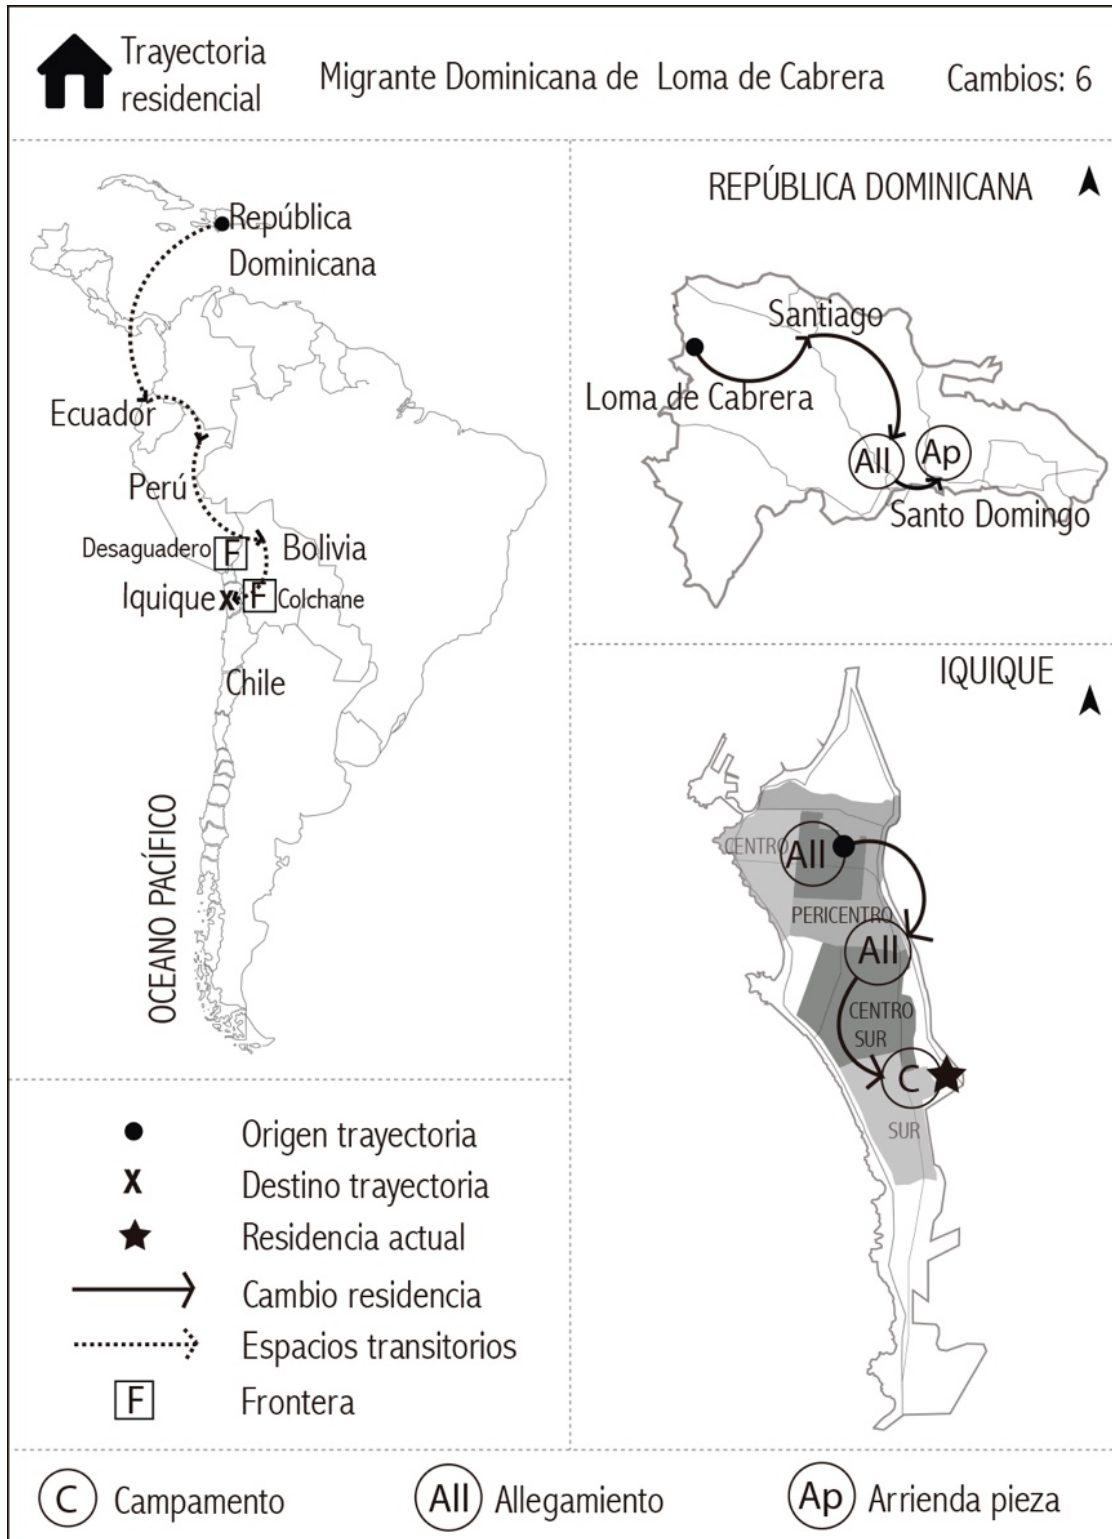 Trayectoria
residencial
Migrante Dominicana de Loma de Cabrera
Cambios: 6
República
Dominicana
Ecuador
Perú
Desaguadero
F
Bolivia
Iquique
X
F
Colchane
Chile
OCEANO PACÍFICO
REPÚBLICA DOMINICANA
Santiago
Loma de Cabrera
All
Ap
Santo Domingo
IQUIQUE
CENTRO
All
PERICENTRO
All
CENTRO
SUR
C
SUR
Origen trayectoria
X
Destino trayectoria
Residencia actual
Cambio residencia
Espacios transitorios
F
Frontera
C
Campamento
All
Allegamiento
Ap
Arrienda pieza